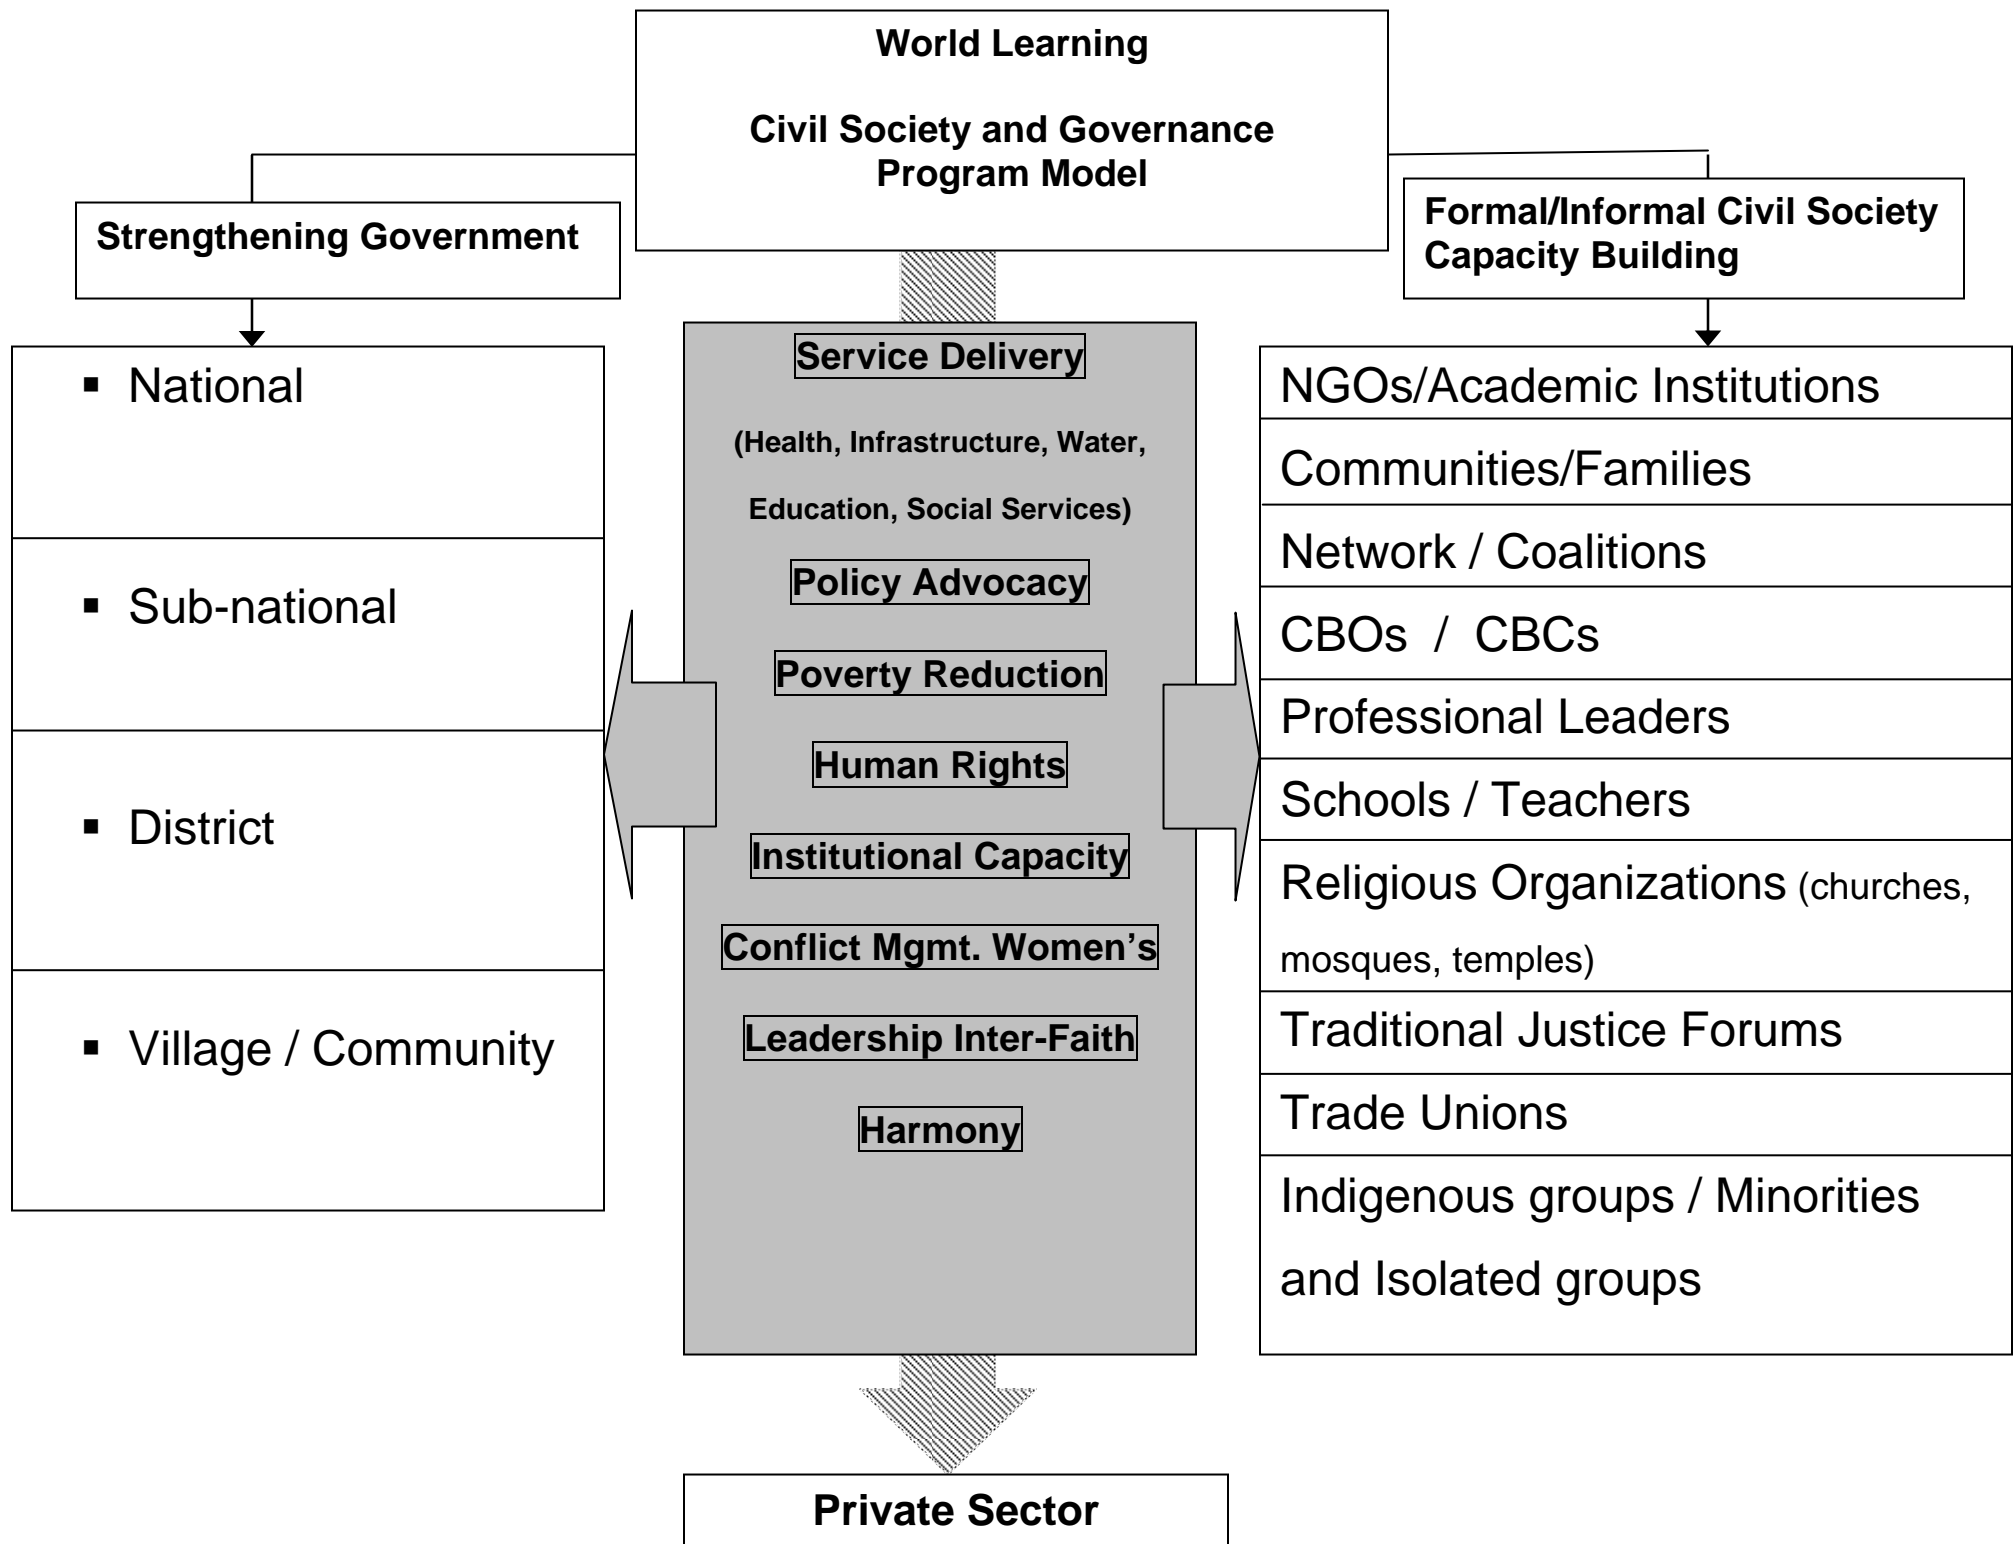 World Learning
Civil Society and Governance
Program Model
Strengthening Government
Formal/Informal Civil Society
Capacity Building
▪ National
▪ Sub-national
▪ District
▪ Village / Community
Service Delivery
(Health, Infrastructure, Water,
Education, Social Services)
Policy Advocacy
Poverty Reduction
Human Rights
Institutional Capacity
Conflict Mgmt. Women’s
Leadership Inter-Faith
Harmony
NGOs/Academic Institutions
Communities/Families
Network / Coalitions
CBOs / CBCs
Professional Leaders
Schools / Teachers
Religious Organizations (churches,
mosques, temples)
Traditional Justice Forums
Trade Unions
Indigenous groups / Minorities
and Isolated groups
Private Sector